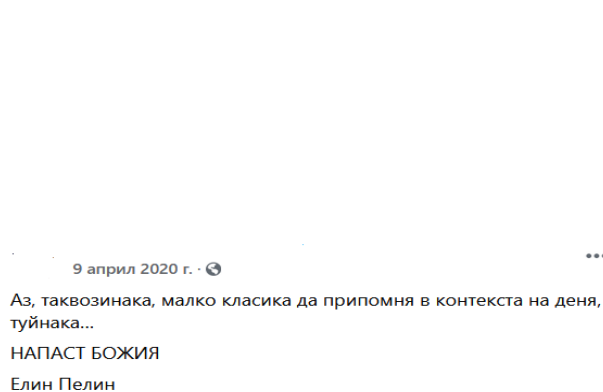 9 април 2020 г. ·
Аз, таквозинака, малко класика да припомня в контекста на деня,
туйнака...
НАПАСТ БОЖИЯ
Елин Пелин